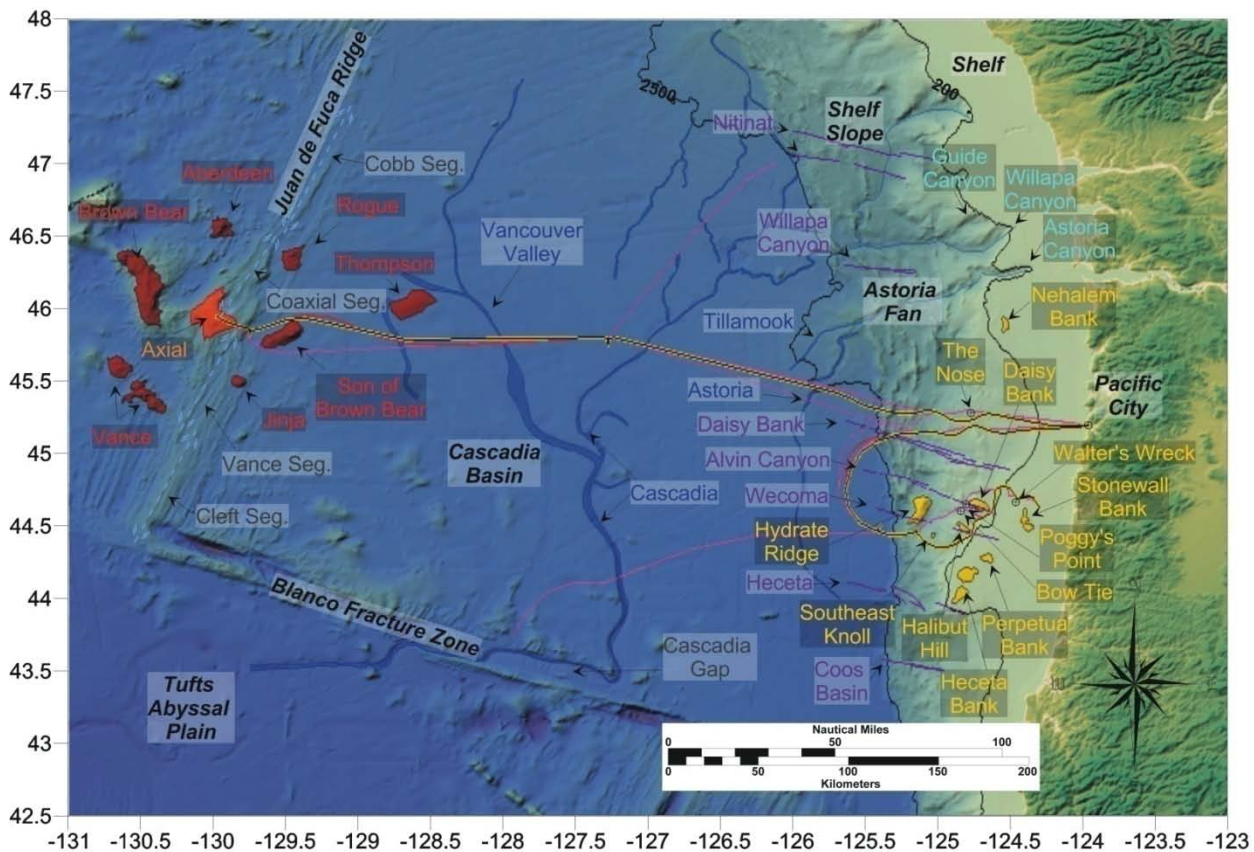 48
47.5
47
46.5
46
45.5
45
44.5
44
43.5
43
42.5
Shelf
2500
200
Juan de Fuca Ridge
Shelf
Slope
Nitinat
Cobb Seg.
Guide
Canyon
Aberdeen
Willapa
Canyon
Brown Bear
Rogue
Vancouver
Valley
Willapa
Canyon
Astoria
Canyon
Thompson
Coaxial Seg.
Astoria
Fan
Nehalem
Bank
Tillamook
Axial
The
Nose
Daisy
Bank
Son of
Brown Bear
Astoria
Pacific
City
Jinja
Vance
Daisy Bank
Cascadia
Basin
Vance Seg.
Alvin Canyon
Walter's Wreck
Cascadia
Wecoma
Stonewall
Bank
Cleft Seg.
Hydrate
Ridge
Poggy's
Point
Blanco Fracture Zone
Heceta
Bow Tie
Southeast
Knoll
Halibut
Hill
Perpetua
Bank
Cascadia
Gap
Coos
Basin
Heceta
Bank
Tufts
Abyssal
Plain
Nautical Miles
0 50 100
0 50 100 150 200
Kilometers
-131 -130.5 -130 -129.5 -129 -128.5 -128 -127.5 -127 -126.5 -126 -125.5 -125 -124.5 -124 -123.5 -123